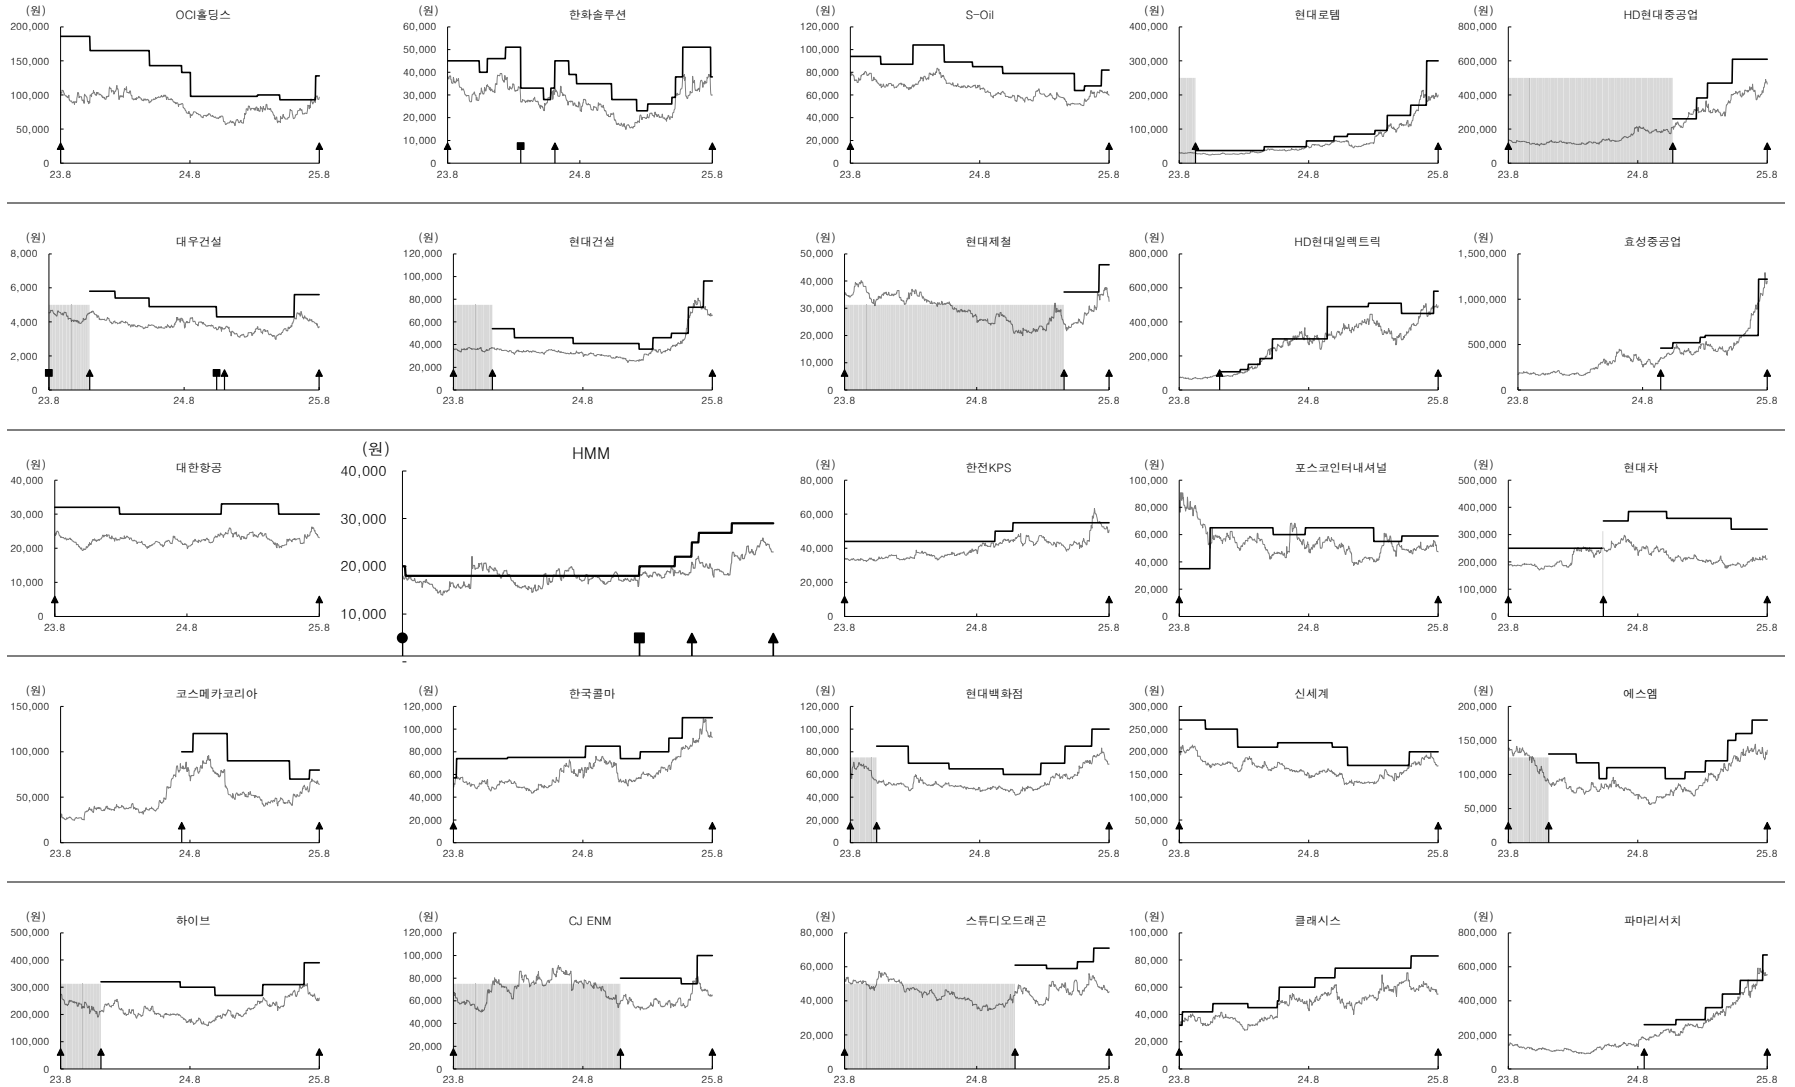 (원) OCI홀딩스
200,000
150,000
100,000
50,000
0
23.8 24.8 25.8
(원) 한화솔루션
60,000
50,000
40,000
30,000
20,000
10,000
0
23.8 24.8 25.8
(원) S-Oil
120,000
100,000
80,000
60,000
40,000
20,000
0
23.8 24.8 25.8
(원) 현대로템
400,000
300,000
200,000
100,000
0
23.8 24.8 25.8
(원) HD현대중공업
800,000
600,000
400,000
200,000
0
23.8 24.8 25.8
(원) 대우건설
8,000
6,000
4,000
2,000
0
23.8 24.8 25.8
(원) 현대건설
120,000
100,000
80,000
60,000
40,000
20,000
0
23.8 24.8 25.8
(원) 현대제철
50,000
40,000
30,000
20,000
10,000
0
23.8 24.8 25.8
(원) HD현대일렉트릭
800,000
600,000
400,000
200,000
0
23.8 24.8 25.8
(원) 효성중공업
1,500,000
1,000,000
500,000
0
23.8 24.8 25.8
(원) 대한항공
40,000
30,000
20,000
10,000
0
23.8 24.8 25.8
(원) HMM
40,000
30,000
20,000
10,000
-
(원) 한전KPS
80,000
60,000
40,000
20,000
0
23.8 24.8 25.8
(원) 포스코인터내셔널
100,000
80,000
60,000
40,000
20,000
0
23.8 24.8 25.8
(원) 현대차
500,000
400,000
300,000
200,000
100,000
0
23.8 24.8 25.8
(원) 코스메카코리아
150,000
100,000
50,000
0
23.8 24.8 25.8
(원) 한국콜마
120,000
100,000
80,000
60,000
40,000
20,000
0
23.8 24.8 25.8
(원) 현대백화점
120,000
100,000
80,000
60,000
40,000
20,000
0
23.8 24.8 25.8
(원) 신세계
300,000
250,000
200,000
150,000
100,000
50,000
0
23.8 24.8 25.8
(원) 에스엠
200,000
150,000
100,000
50,000
0
23.8 24.8 25.8
(원) 하이브
500,000
400,000
300,000
200,000
100,000
0
23.8 24.8 25.8
(원) CJ ENM
120,000
100,000
80,000
60,000
40,000
20,000
0
23.8 24.8 25.8
(원) 스튜디오드래곤
80,000
60,000
40,000
20,000
0
23.8 24.8 25.8
(원) 클래시스
100,000
80,000
60,000
40,000
20,000
0
23.8 24.8 25.8
(원) 파마리서치
800,000
600,000
400,000
200,000
0
23.8 24.8 25.8